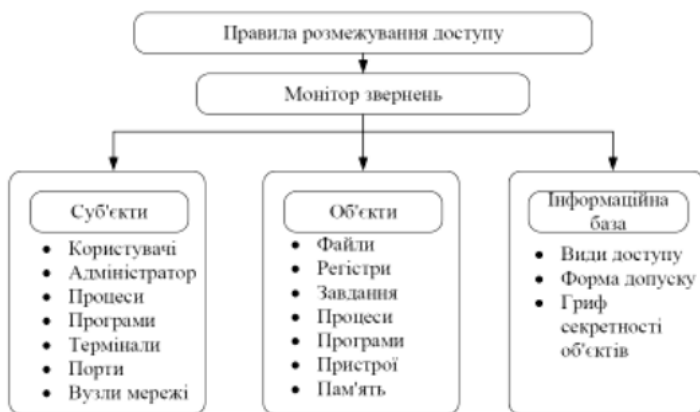 Правила розмежування доступу
Монітор звернень
Суб'єкти
• Користувачі
• Адміністратор
• Процеси
• Програми
• Термінали
• Порти
• Вузли мережі
Об'єкти
• Файли
• Регістри
• Завдання
• Процеси
• Програми
• Пристрої
• Пам'ять
Інформаційна
база
• Види доступу
• Форма допуску
• Гриф
секретності
об'єктів